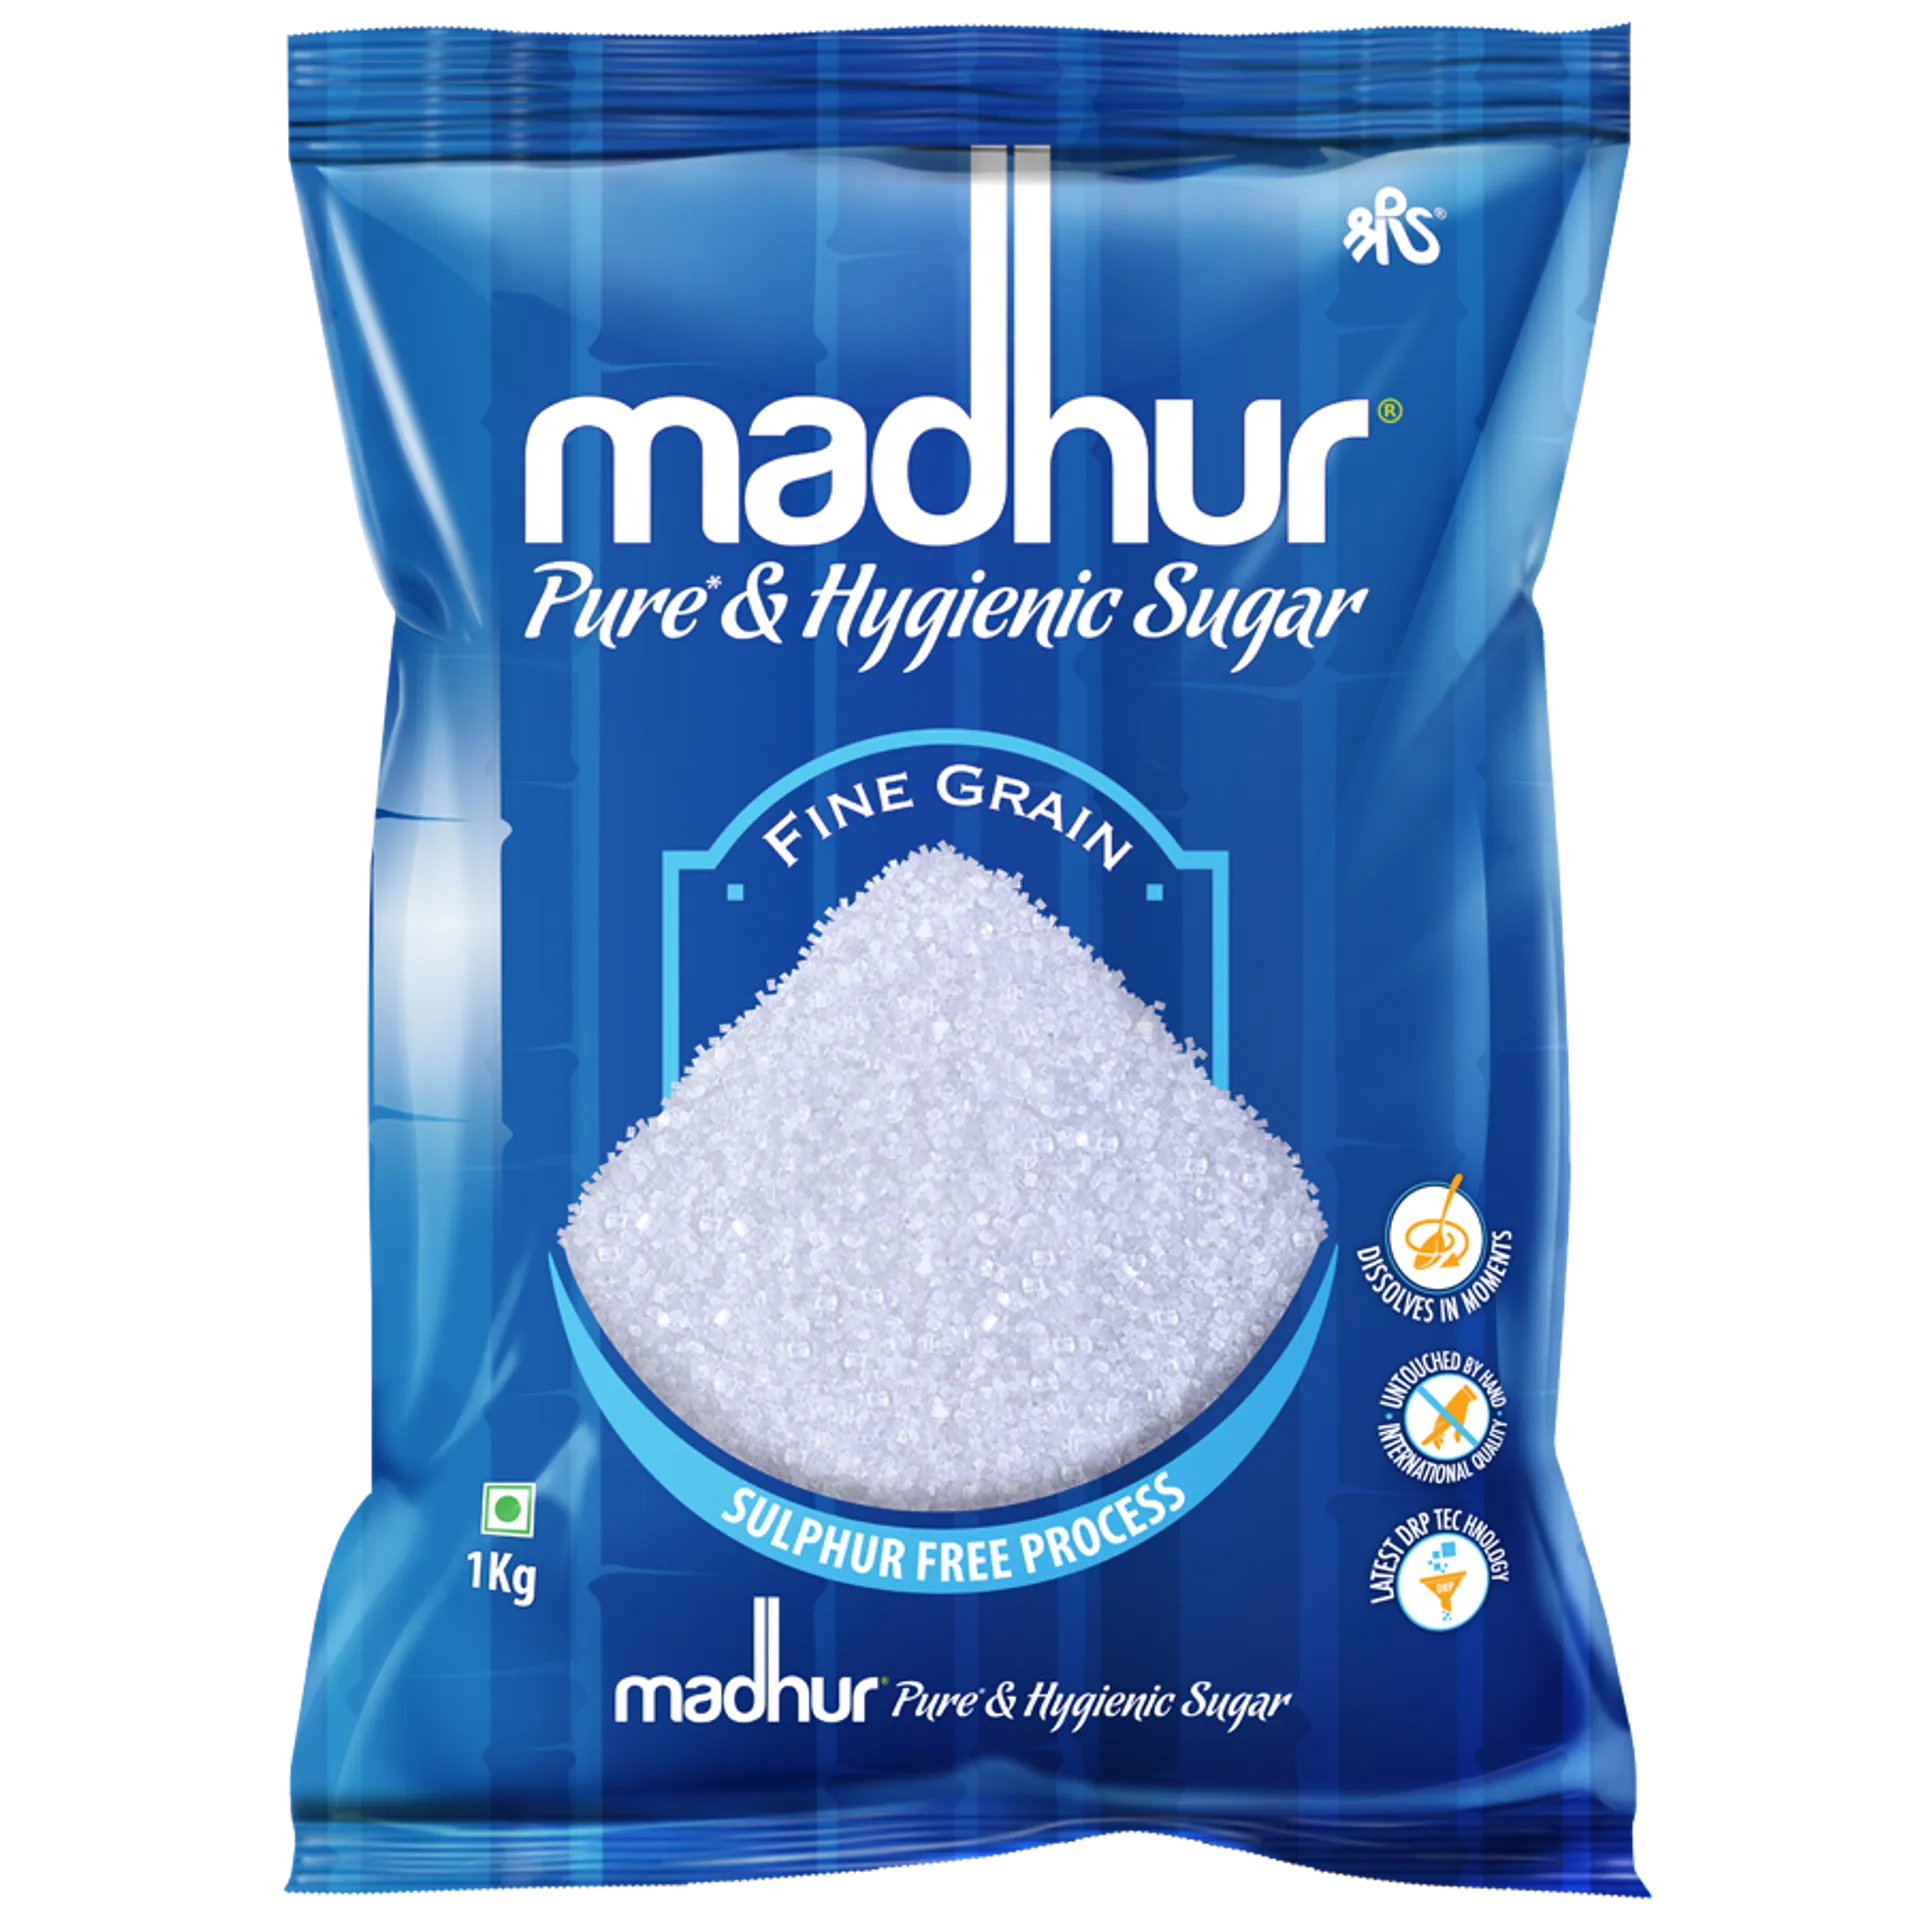 श्री
madhur®
Pure* & Hygienic Sugar
FINE GRAIN
DISSOLVES IN MOMENTS
UNTOUCHED BY HAND
INTERNATIONAL QUALITY
LATEST DRP TECHNOLOGY
DRP
SULPHUR FREE PROCESS
1Kg
madhur® Pure* & Hygienic Sugar